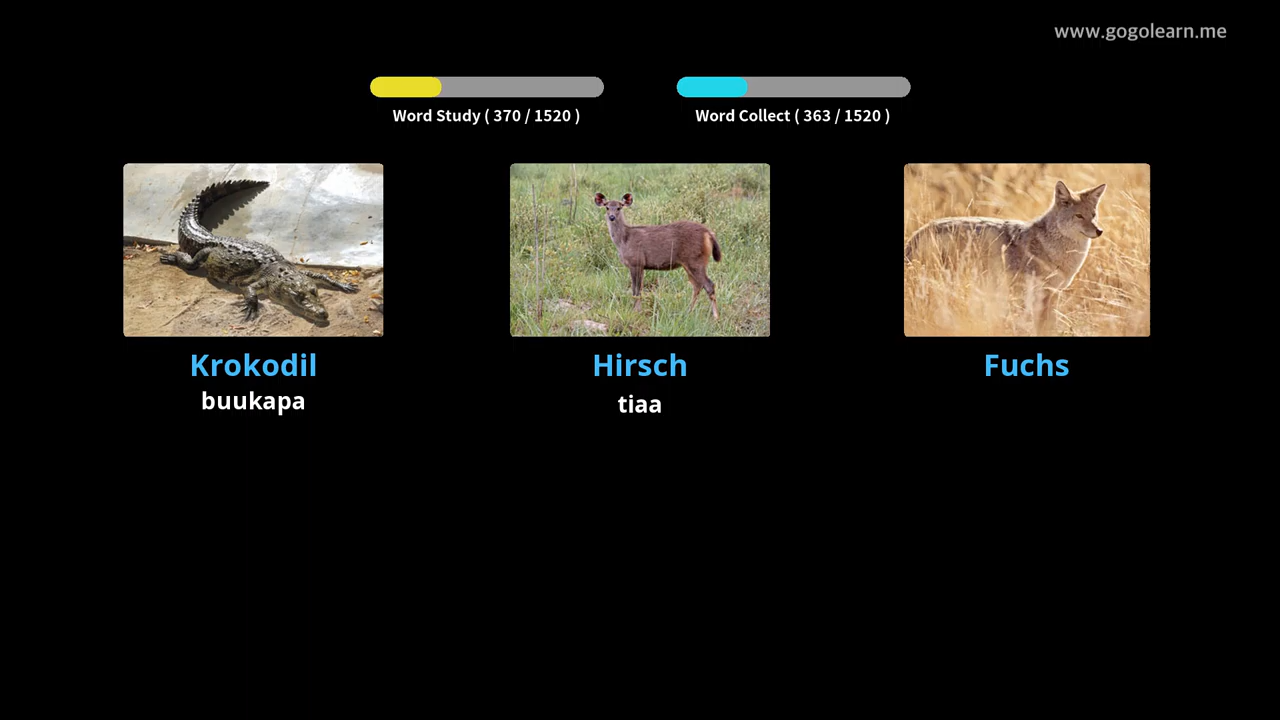 www.gogolearn.me
Word Study ( 370 / 1520 )
Word Collect ( 363 / 1520 )
Krokodil
buukapa
Hirsch
tiaa
Fuchs